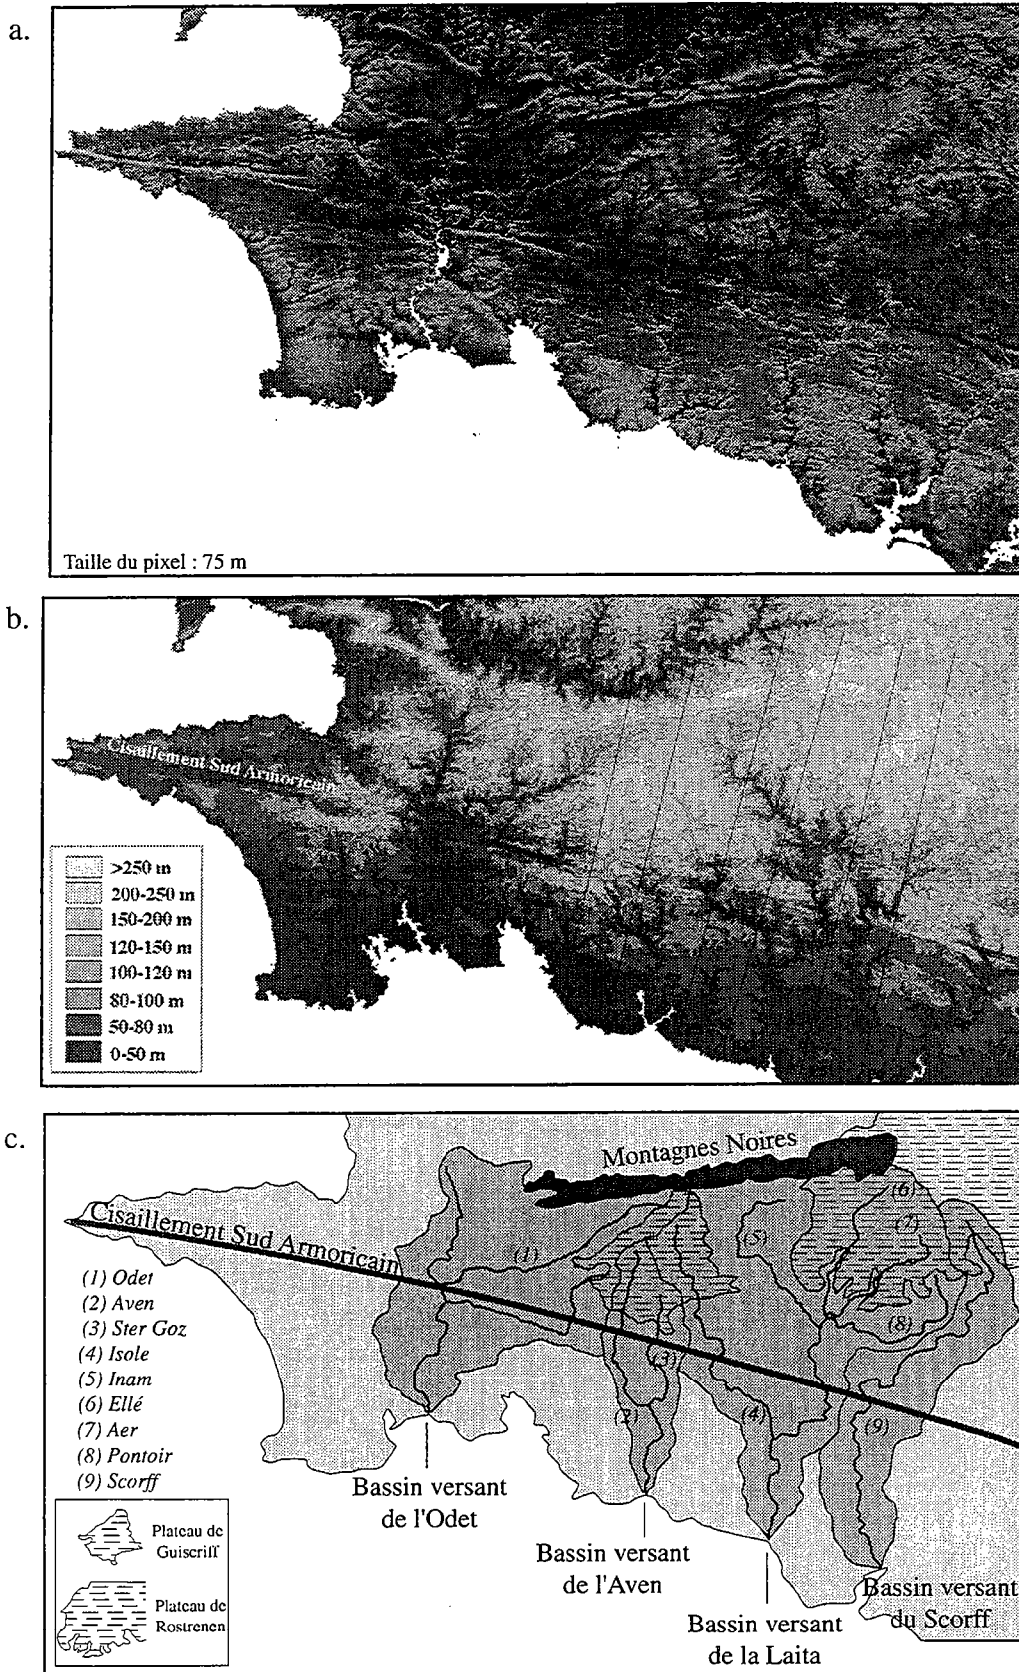 a.
Taille du pixel : 75 m
b.
Cisaillement Sud Armoricain
>250 m
200-250 m
150-200 m
120-150 m
100-120 m
80-100 m
50-80 m
0-50 m
c.
Montagnes Noires
Cisaillement Sud Armoricain
(1)
(2)
(3)
(4)
(5)
(6)
(7)
(8)
(9)
(1) Odet
(2) Aven
(3) Ster Goz
(4) Isole
(5) Inam
(6) Ellé
(7) Aer
(8) Pontoir
(9) Scorff
Bassin versant
de l'Odet
Bassin versant
de l'Aven
Bassin versant
de la Laita
Bassin versant
du Scorff
Plateau de
Guiscriff
Plateau de
Rostrenen